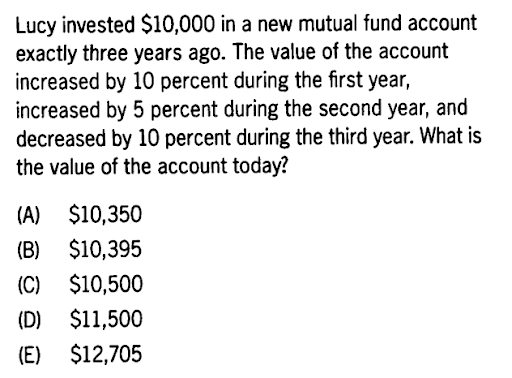 Lucy invested $10,000 in a new mutual fund account
exactly three years ago. The value of the account
increased by 10 percent during the first year,
increased by 5 percent during the second year, and
decreased by 10 percent during the third year. What is
the value of the account today?
(A) $10,350
(B) $10,395
(C) $10,500
(D) $11,500
(E) $12,705